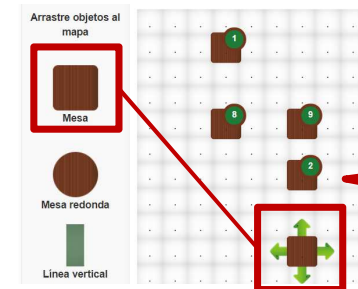 Arrastre objetos al
mapa
Mesa
Mesa redonda
Línea vertical
1
8
9
2